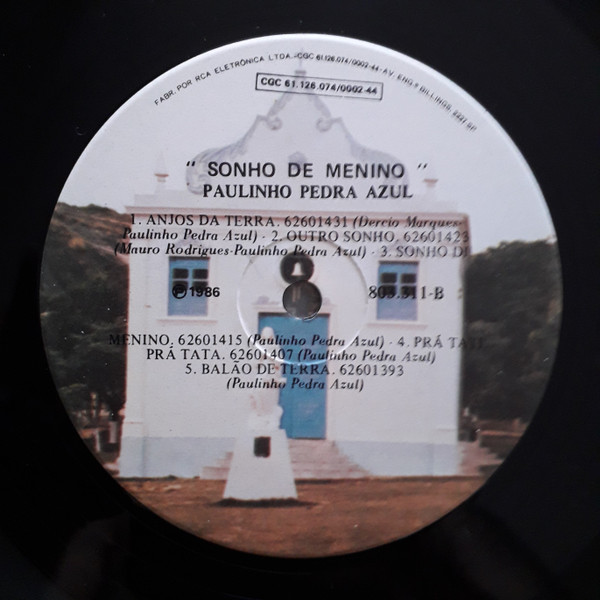 FABR. POR RCA ELETRÔNICA LTDA.-CGC 61.126.074/0002-44-AV. ENG.º BILLINGS, 2227-SP
CGC 61.126.074/0002-44
" SONHO DE MENINO "
PAULINHO PEDRA AZUL
1. ANJOS DA TERRA. 62601431 (Dercio Marques-
Paulinho Pedra Azul) - 2. OUTRO SONHO. 62601423
(Mauro Rodrigues-Paulinho Pedra Azul) - 3. SONHO DE
℗ 1986
803.311-B
MENINO. 62601415 (Paulinho Pedra Azul) - 4. PRÁ TATE
PRÁ TATA. 62601407 (Paulinho Pedra Azul)
5. BALÃO DE TERRA. 62601393
(Paulinho Pedra Azul)